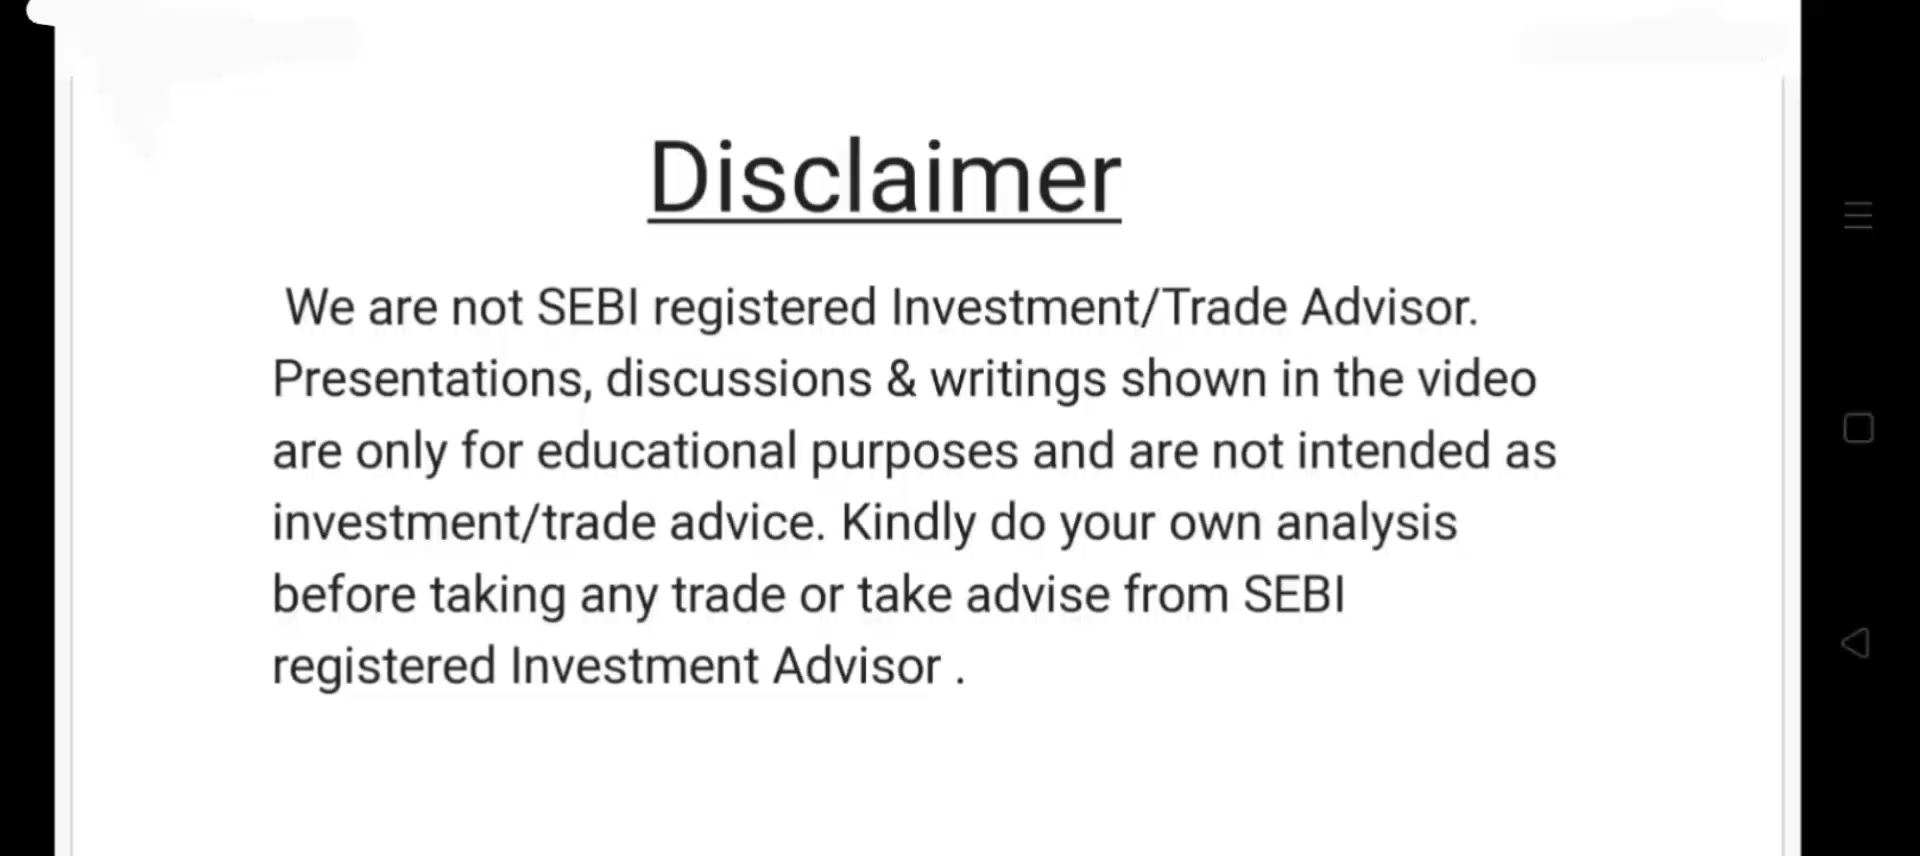 Disclaimer
We are not SEBI registered Investment/Trade Advisor.
Presentations, discussions & writings shown in the video
are only for educational purposes and are not intended as
investment/trade advice. Kindly do your own analysis
before taking any trade or take advise from SEBI
registered Investment Advisor .